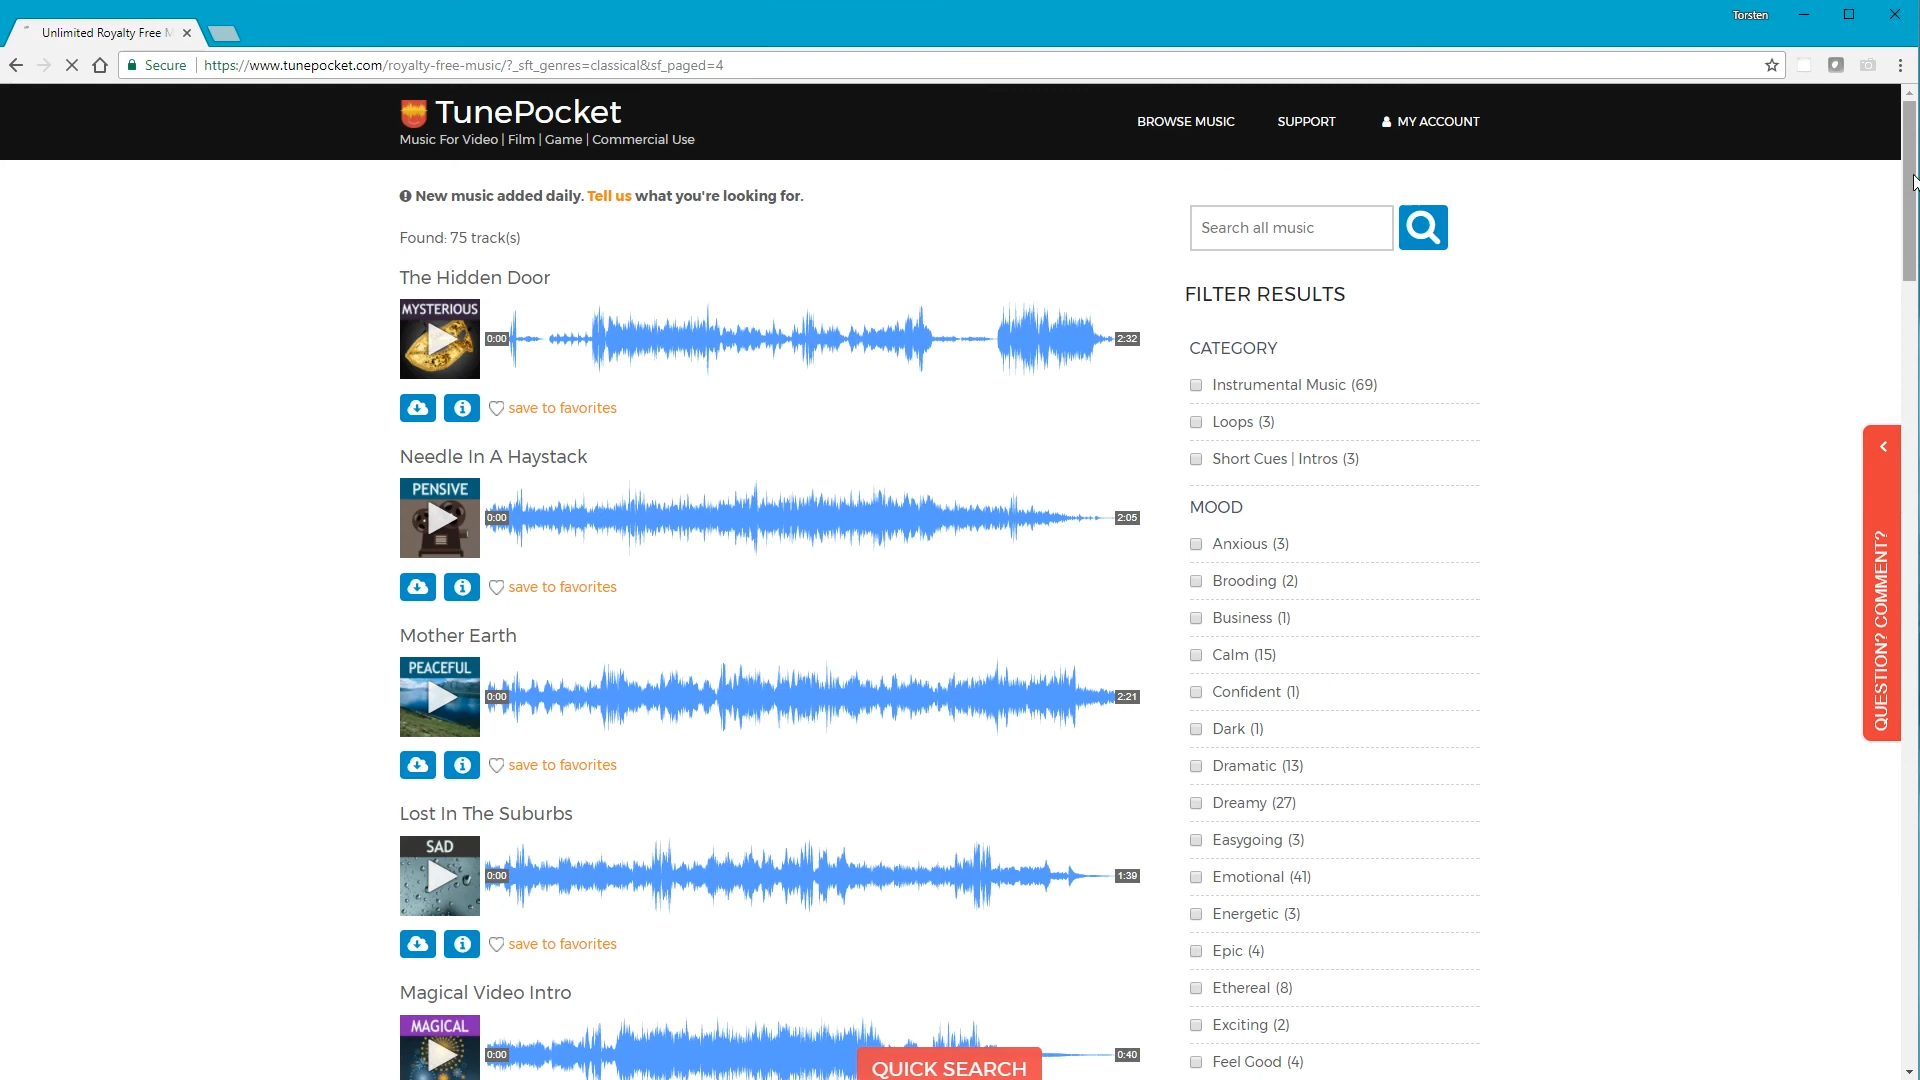 Torsten
Unlimited Royalty Free M
Secure
https://www.tunepocket.com/royalty-free-music/?_sft_genres=classical&sf_paged=4
TunePocket
Music For Video | Film | Game | Commercial Use
BROWSE MUSIC
SUPPORT
MY ACCOUNT
New music added daily. Tell us what you're looking for.
Found: 75 track(s)
The Hidden Door
MYSTERIOUS
0:00
2:32
save to favorites
Needle In A Haystack
PENSIVE
0:00
2:05
save to favorites
Mother Earth
PEACEFUL
0:00
2:21
save to favorites
Lost In The Suburbs
SAD
0:00
1:39
save to favorites
Magical Video Intro
MAGICAL
0:00
0:40
QUICK SEARCH
Search all music
FILTER RESULTS
CATEGORY
Instrumental Music (69)
Loops (3)
Short Cues | Intros (3)
MOOD
Anxious (3)
Brooding (2)
Business (1)
Calm (15)
Confident (1)
Dark (1)
Dramatic (13)
Dreamy (27)
Easygoing (3)
Emotional (41)
Energetic (3)
Epic (4)
Ethereal (8)
Exciting (2)
Feel Good (4)
QUESTION? COMMENT?